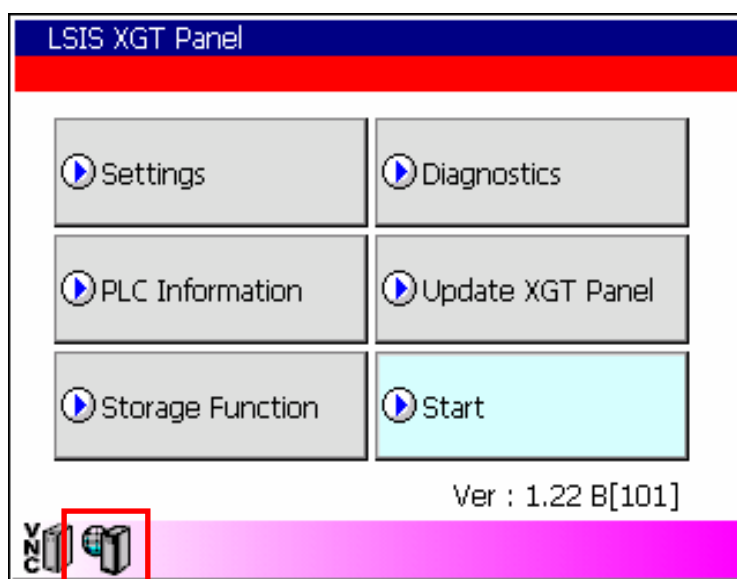 LSIS XGT Panel
Settings
Diagnostics
PLC Information
Update XGT Panel
Storage Function
Start
Ver : 1.22 B[101]
VNC